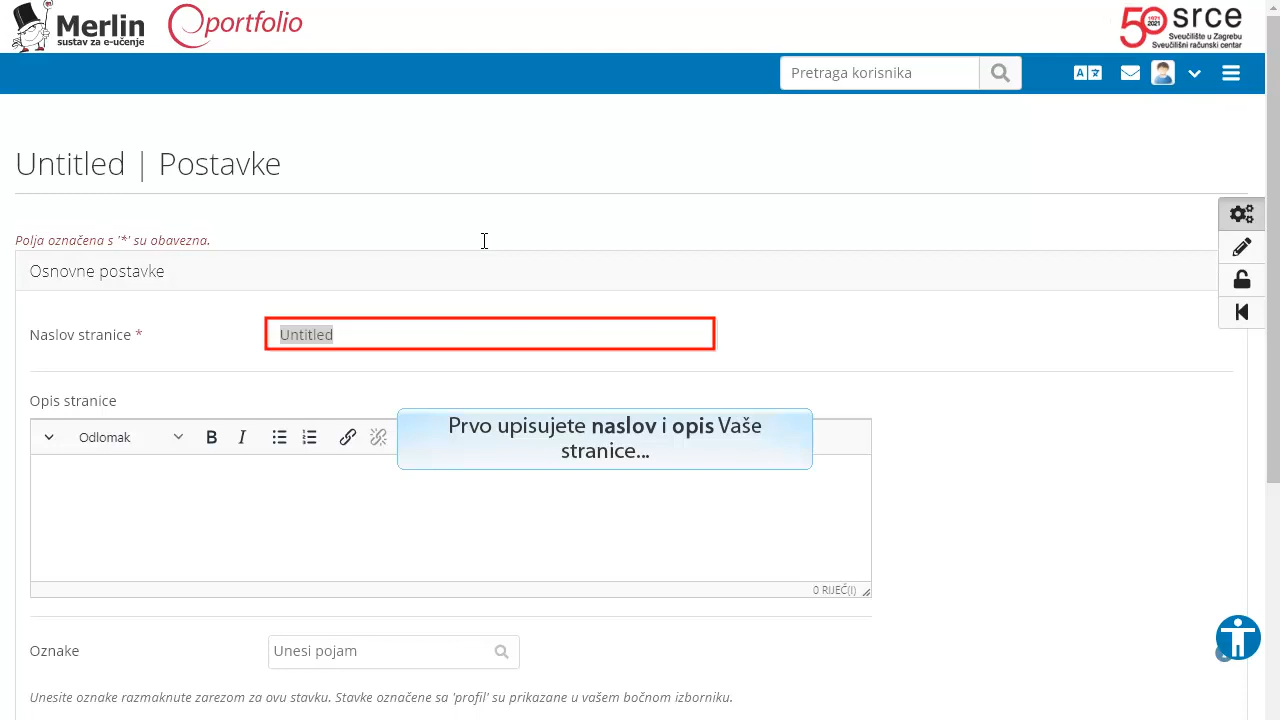 Merlin
sustav za e-učenje
portfolio
50
1971
2021
srce
Sveučilište u Zagrebu
Sveučilišni računski centar
Pretraga korisnika
Untitled | Postavke
Polja označena s '*' su obavezna.
Osnovne postavke
Naslov stranice *
Untitled
Opis stranice
Odlomak
B I
Prvo upisujete naslov i opis Vaše
stranice...
0 RIJEČ(I)
Oznake
Unesi pojam
Unesite oznake razmaknute zarezom za ovu stavku. Stavke označene sa 'profil' su prikazane u vašem bočnom izborniku.